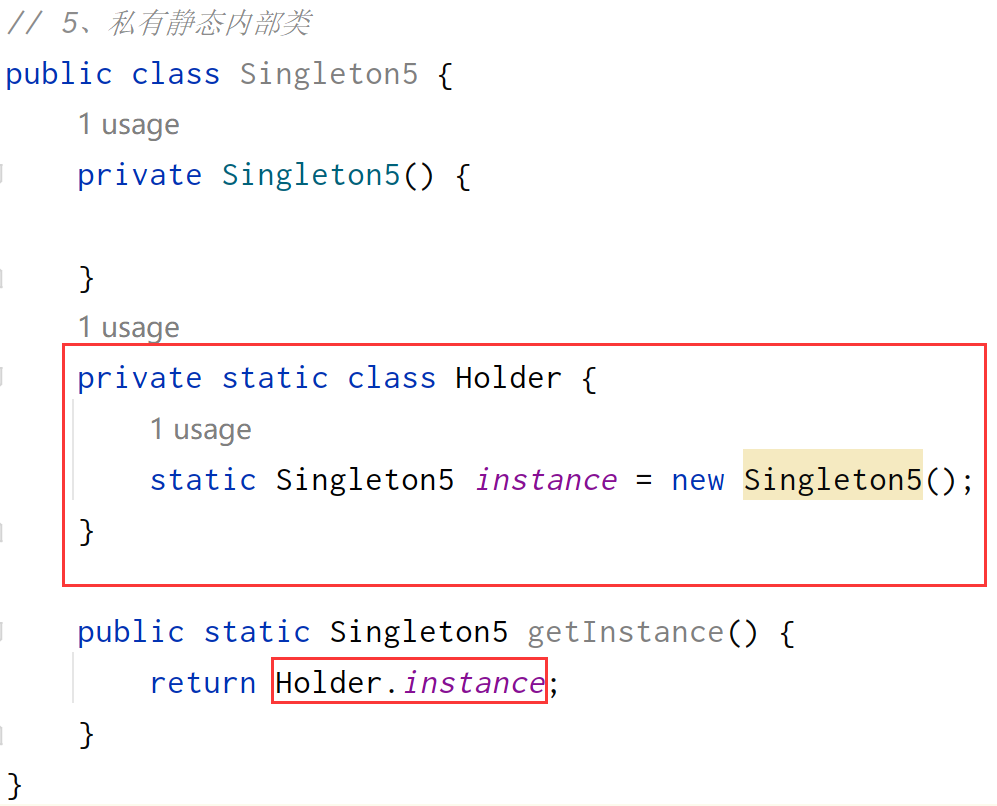 // 5、私有静态内部类
public class Singleton5 {
1 usage
private Singleton5() {
}
1 usage
private static class Holder {
1 usage
static Singleton5 instance = new Singleton5();
}
public static Singleton5 getInstance() {
return Holder.instance;
}
}